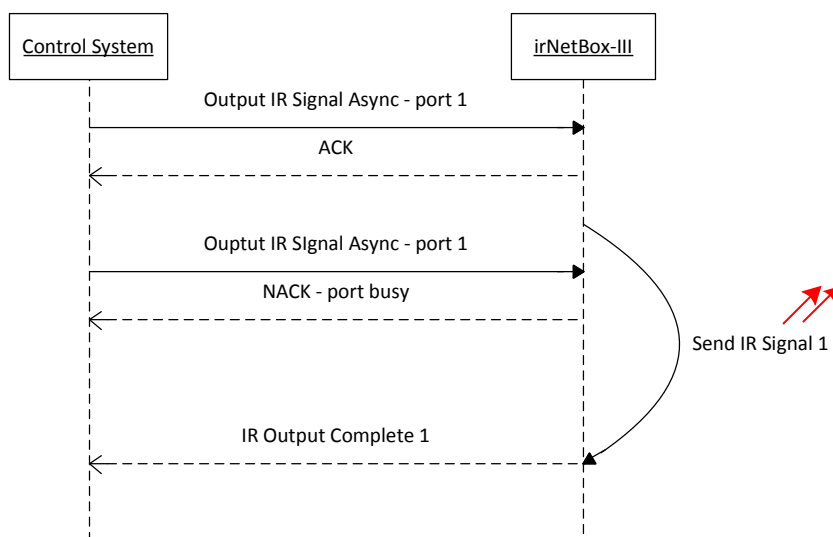 Control System
irNetBox-III
Output IR Signal Async - port 1
ACK
Ouptut IR SIgnal Async - port 1
NACK - port busy
Send IR Signal 1
IR Output Complete 1